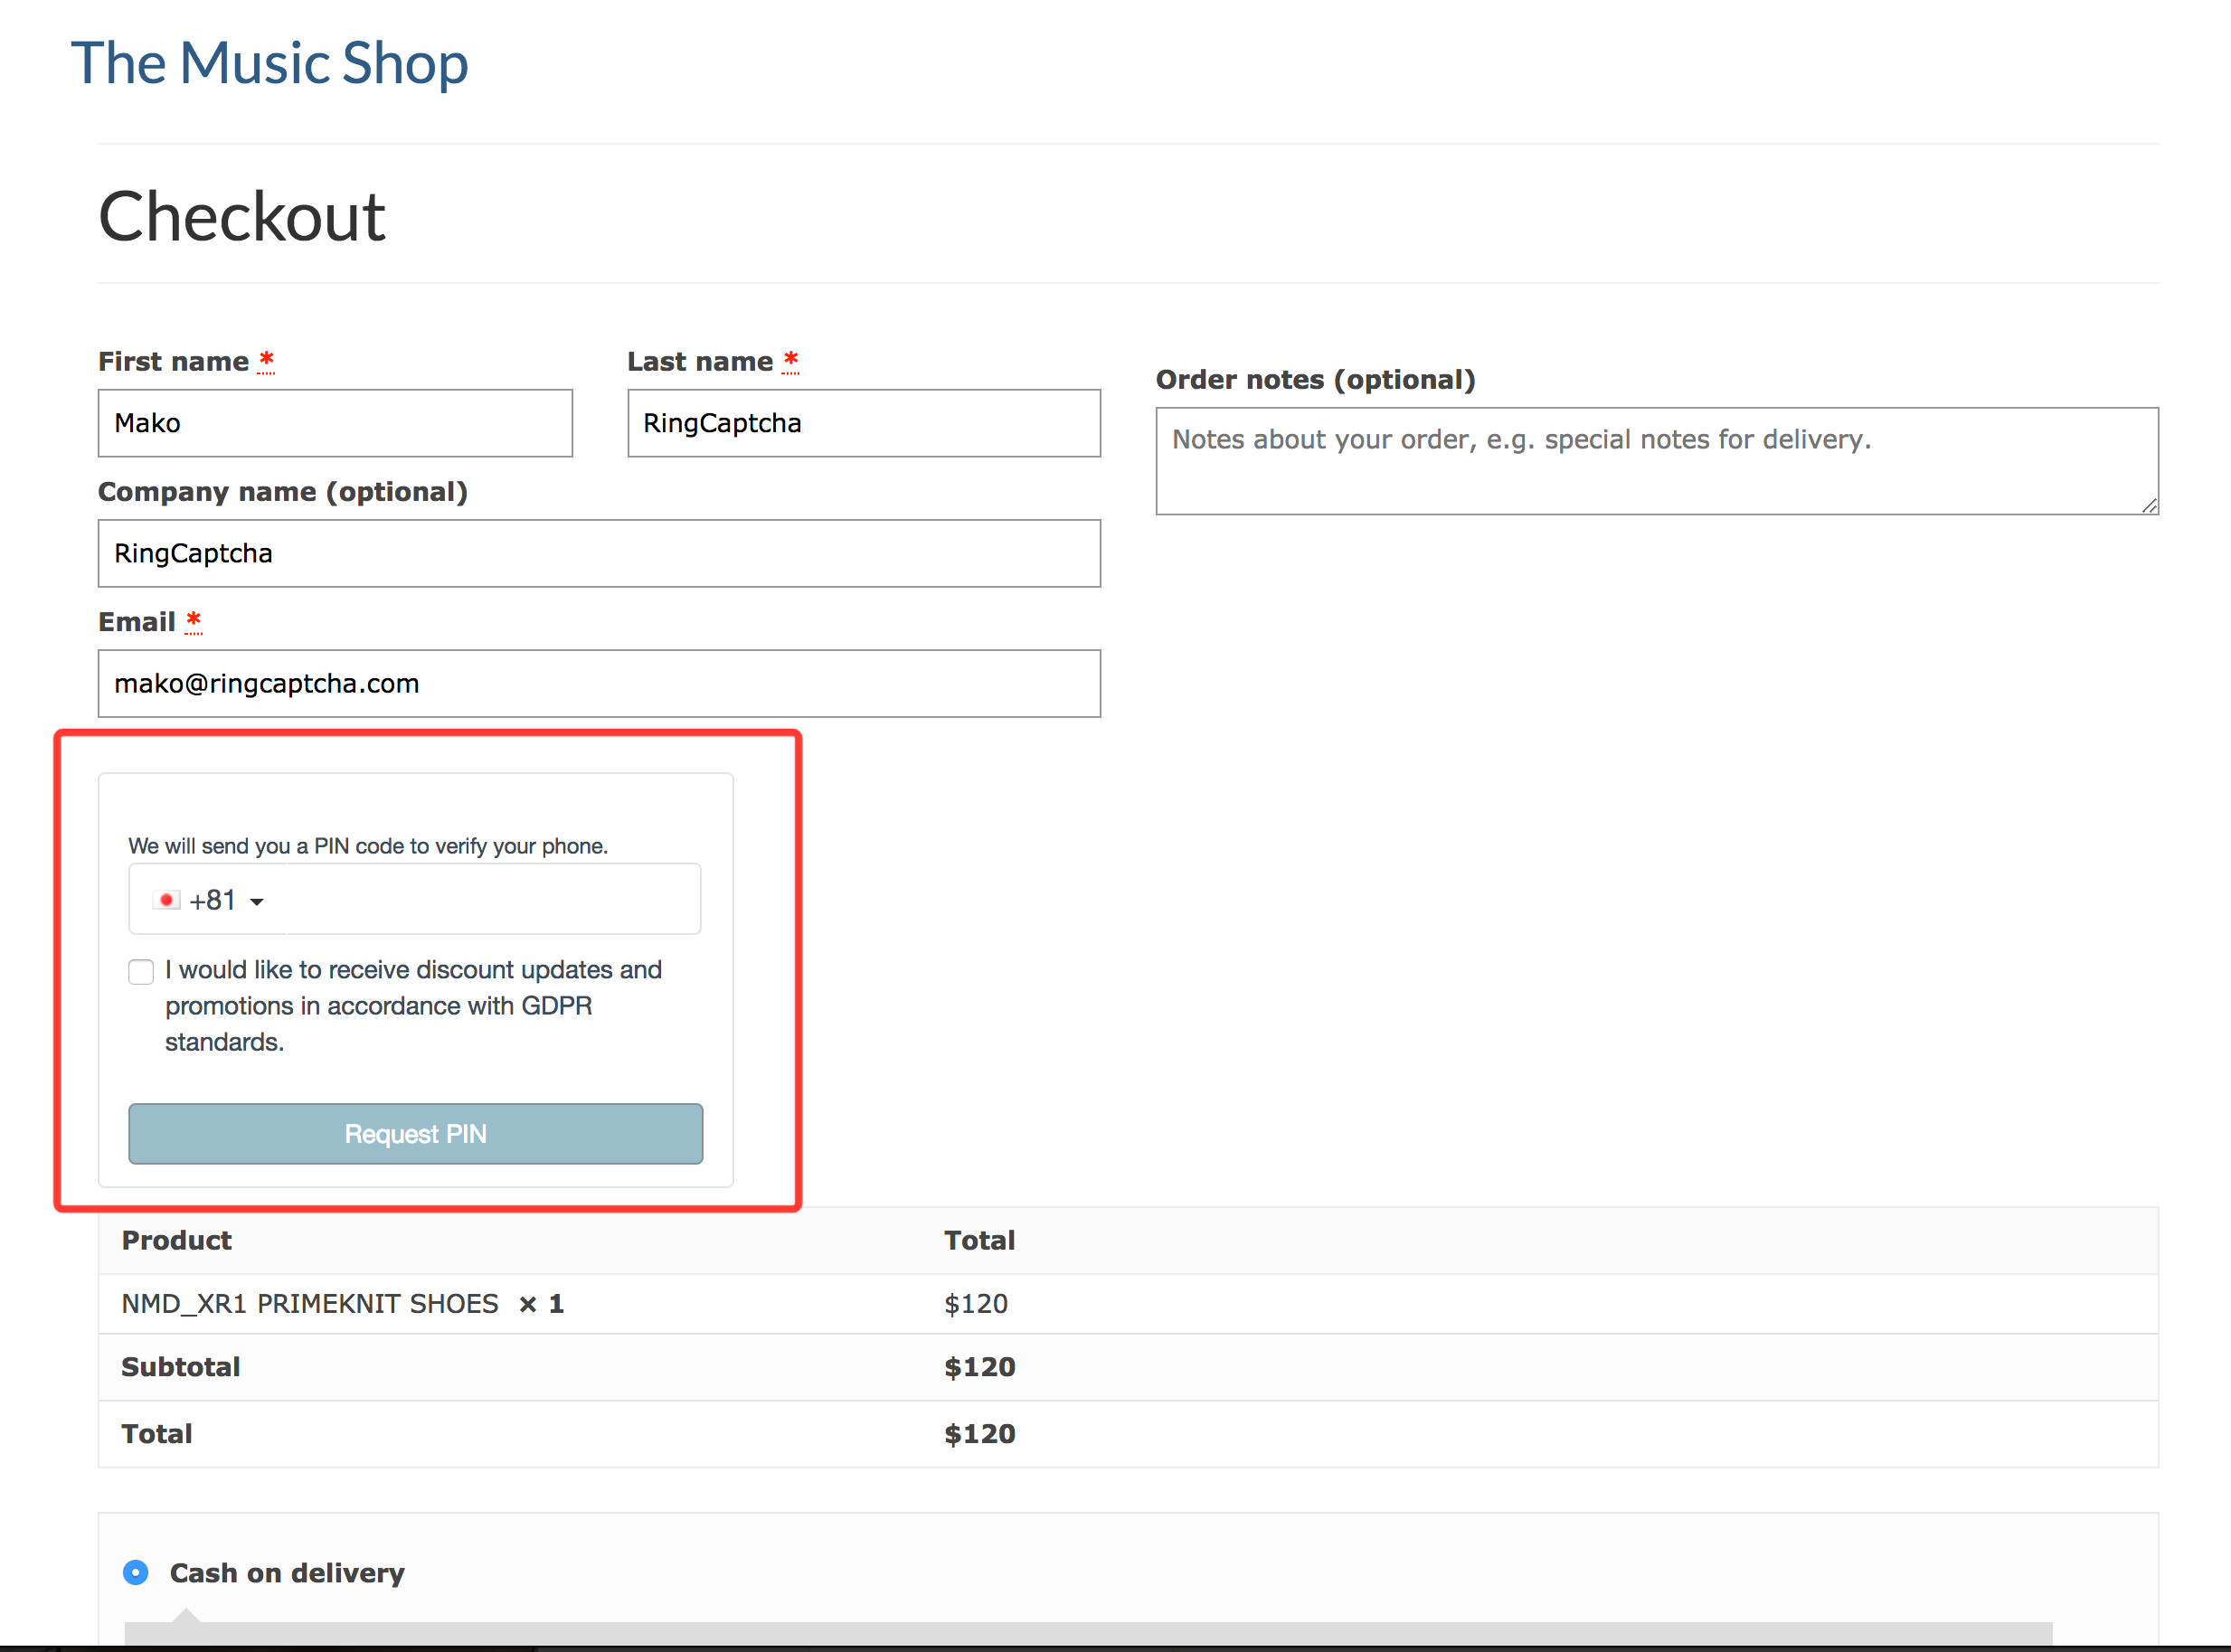 The Music Shop
Checkout
First name *
Last name *
Order notes (optional)
Mako
RingCaptcha
Notes about your order, e.g. special notes for delivery.
Company name (optional)
RingCaptcha
Email *
mako@ringcaptcha.com
We will send you a PIN code to verify your phone.
+81
I would like to receive discount updates and
promotions in accordance with GDPR
standards.
Request PIN
Product Total
NMD_XR1 PRIMEKNIT SHOES × 1 $120
Subtotal $120
Total $120
Cash on delivery